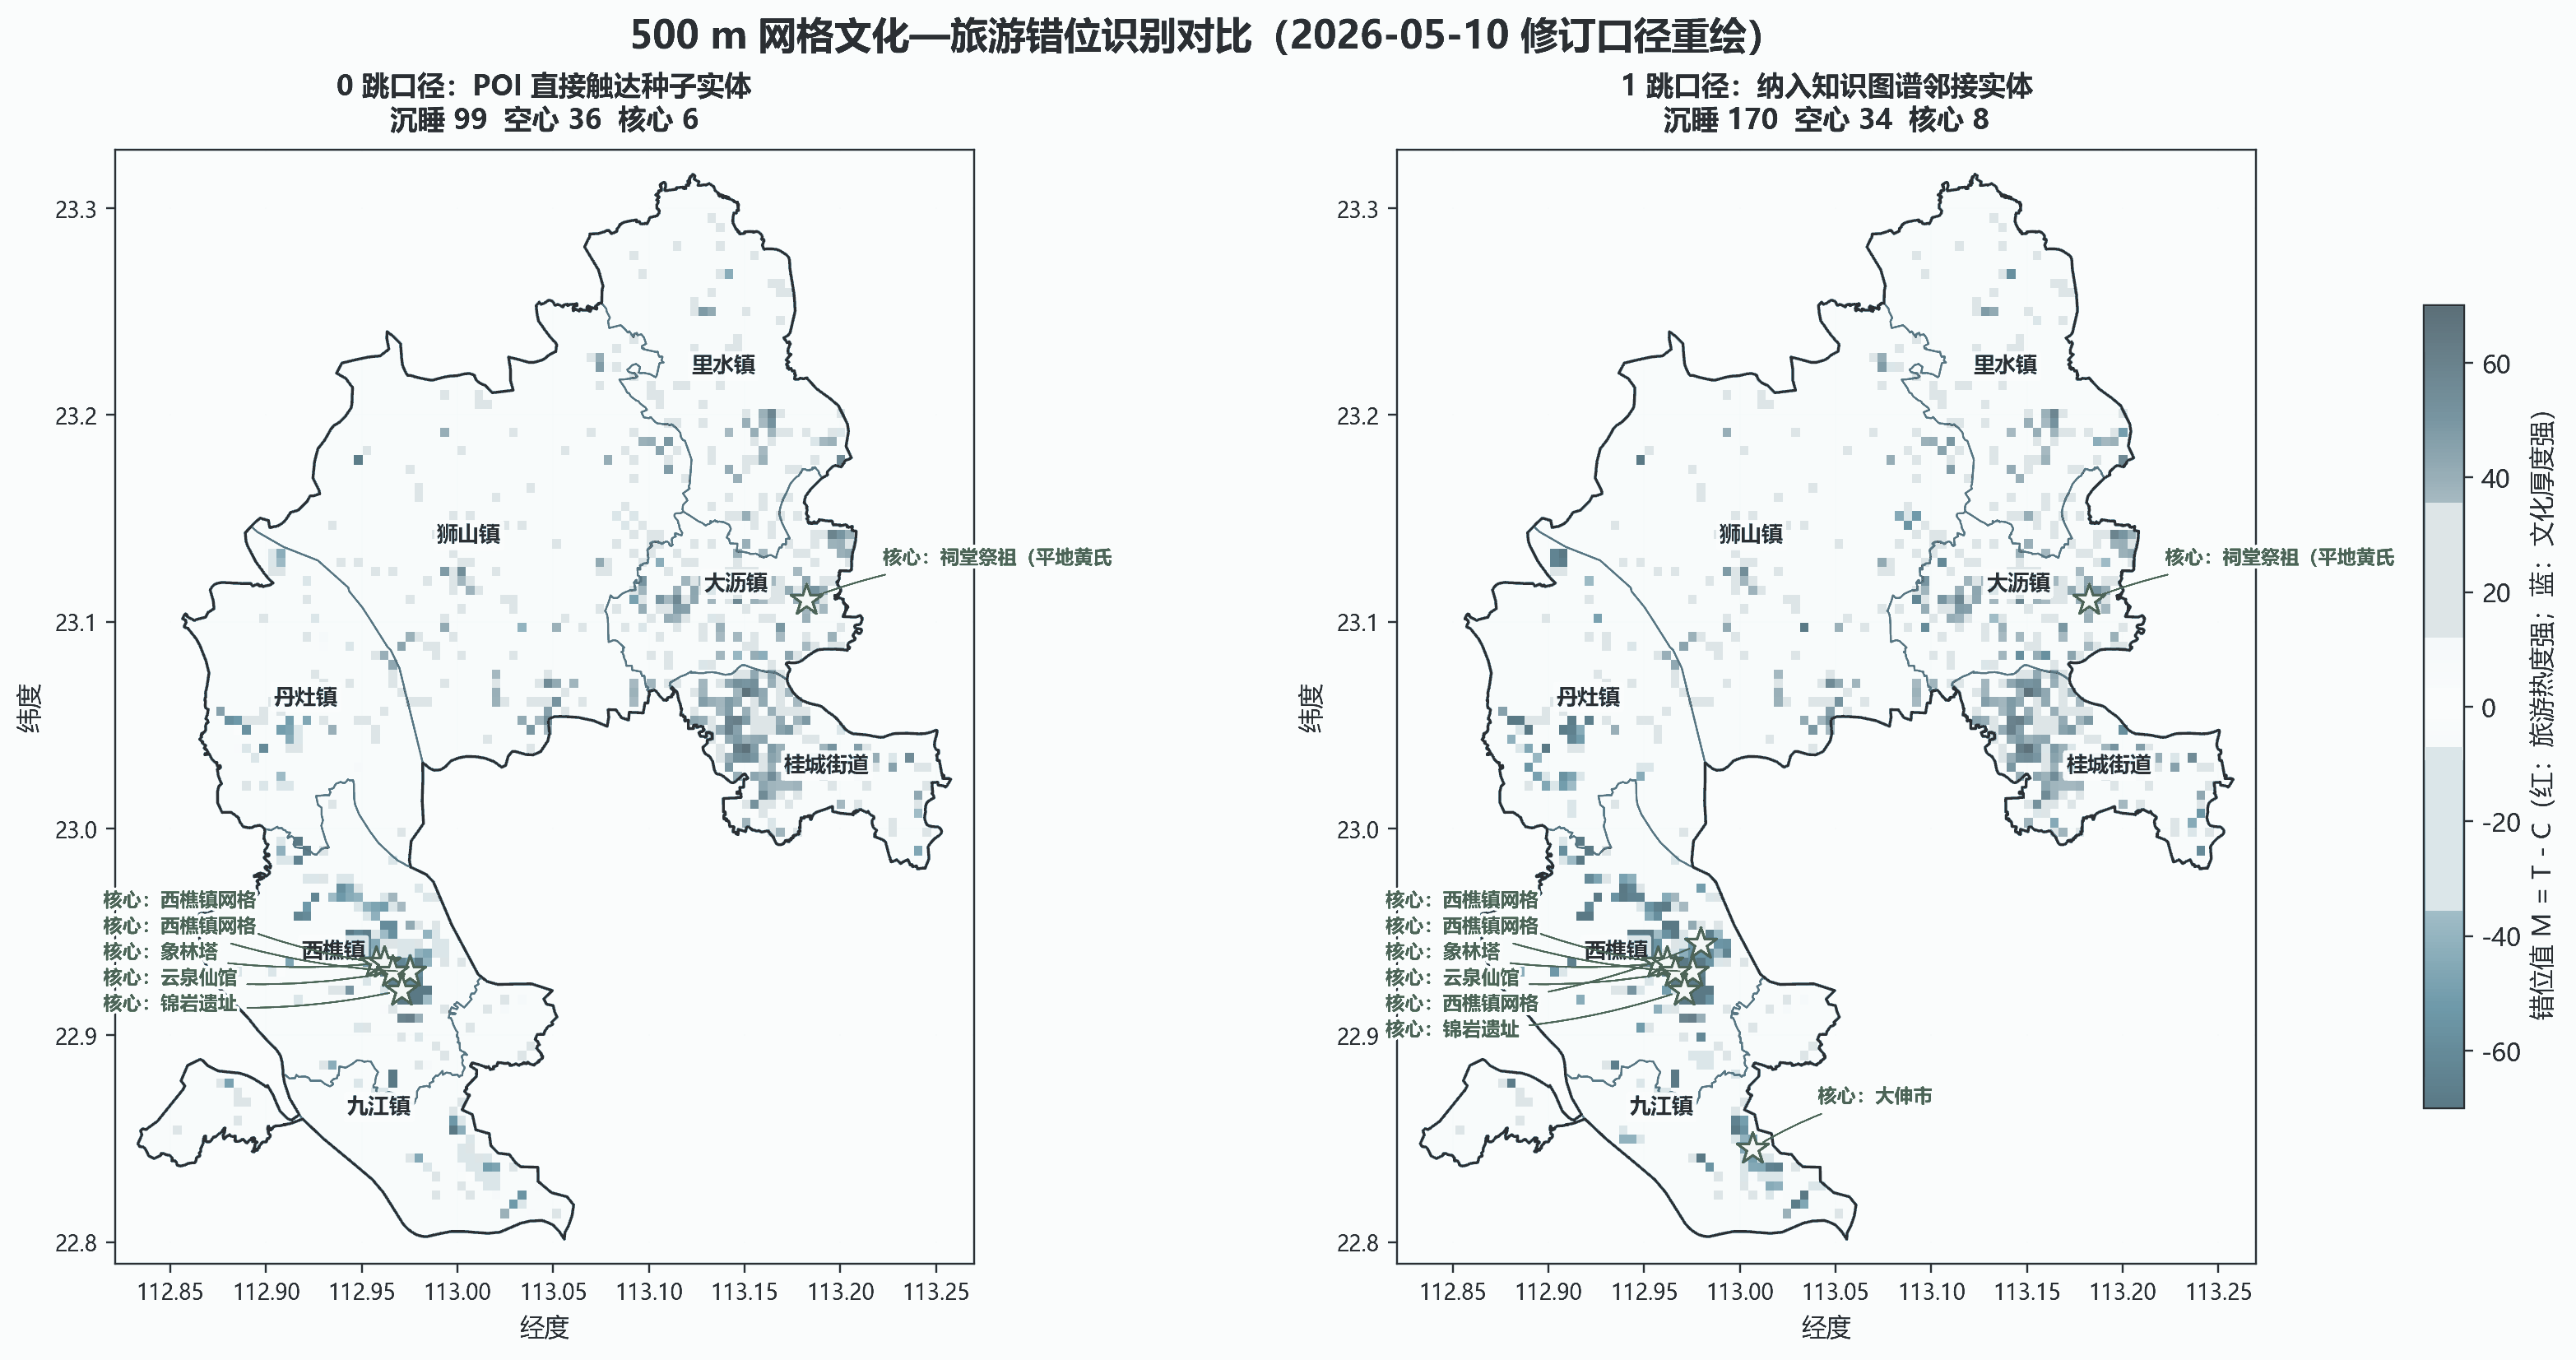 500 m 网格文化—旅游错位识别对比（2026-05-10 修订口径重绘）
0 跳口径：POI 直接触达种子实体
沉睡 99 空心 36 核心 6
23.3
23.2
23.1
23.0
22.9
22.8
纬度
里水镇
狮山镇
大沥镇
核心：祠堂祭祖（平地黄氏
丹灶镇
桂城街道
核心：西樵镇网格
核心：西樵镇网格
西樵镇
核心：象林塔
核心：云泉仙馆
核心：锦岩遗址
九江镇
112.85 112.90 112.95 113.00 113.05 113.10 113.15 113.20 113.25
经度
1 跳口径：纳入知识图谱邻接实体
沉睡 170 空心 34 核心 8
23.3
23.2
23.1
23.0
22.9
22.8
纬度
里水镇
狮山镇
大沥镇
核心：祠堂祭祖（平地黄氏
丹灶镇
桂城街道
核心：西樵镇网格
核心：西樵镇网格
西樵镇
核心：象林塔
核心：云泉仙馆
核心：西樵镇网格
核心：锦岩遗址
核心：大伸市
九江镇
112.85 112.90 112.95 113.00 113.05 113.10 113.15 113.20 113.25
经度
60
40
20
0
-20
-40
-60
错位值 M = T - C（红：旅游热度强；蓝：文化厚度强）